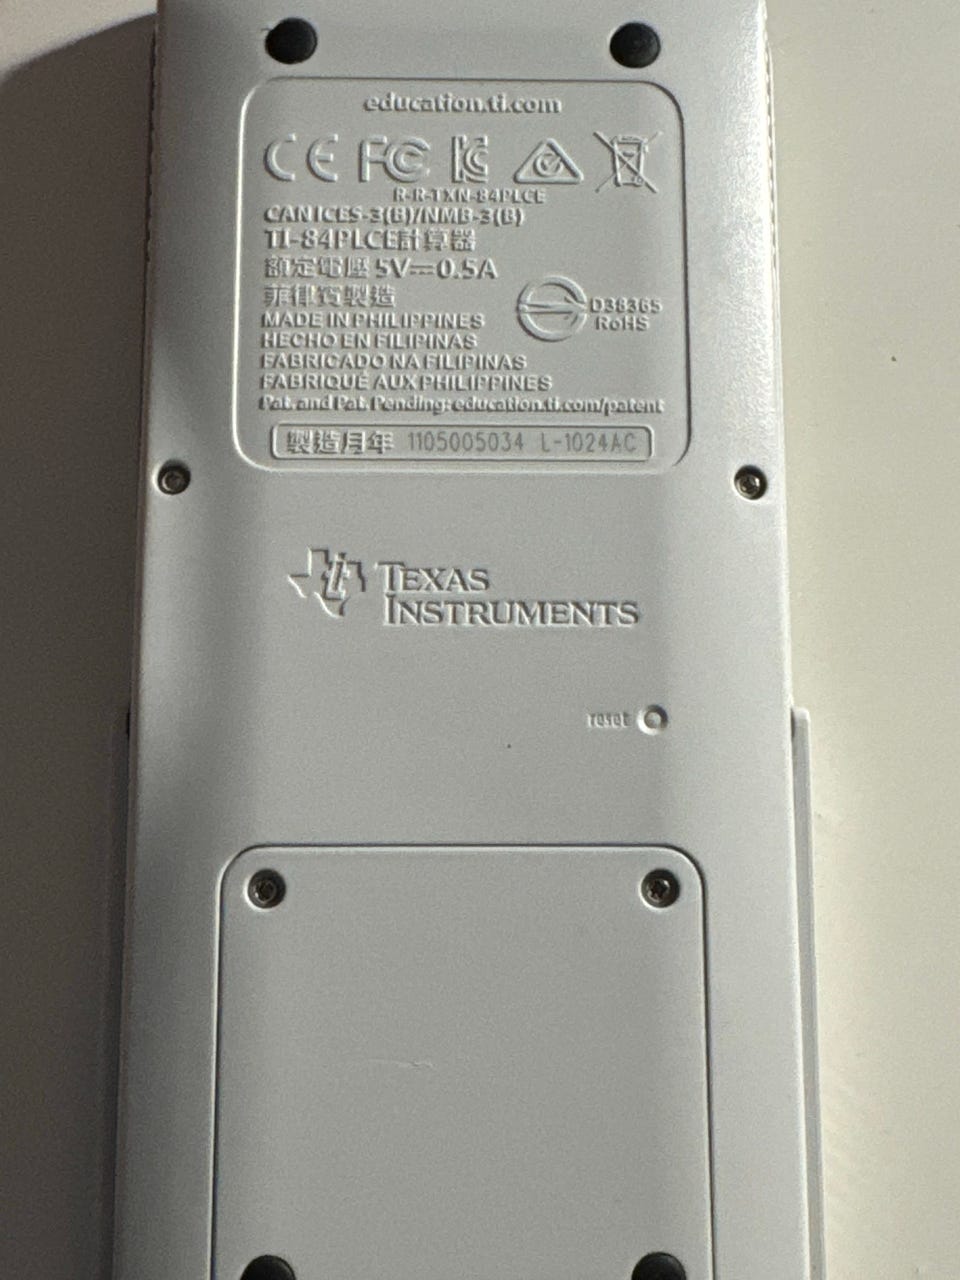 education.ti.com
CE FC KC
R-R-TXN-84PLCE
CAN ICES-3(B)/NMB-3(B)
TI-84PLCE計算器
額定電壓 5V⎓0.5A
菲律賓製造
D38365
RoHS
MADE IN PHILIPPINES
HECHO EN FILIPINAS
FABRICADO NA FILIPINAS
FABRIQUÉ AUX PHILIPPINES
Pat. and Pat. Pending: education.ti.com/patent
製造月年 1105005034 L-1024AC
TEXAS
INSTRUMENTS
reset